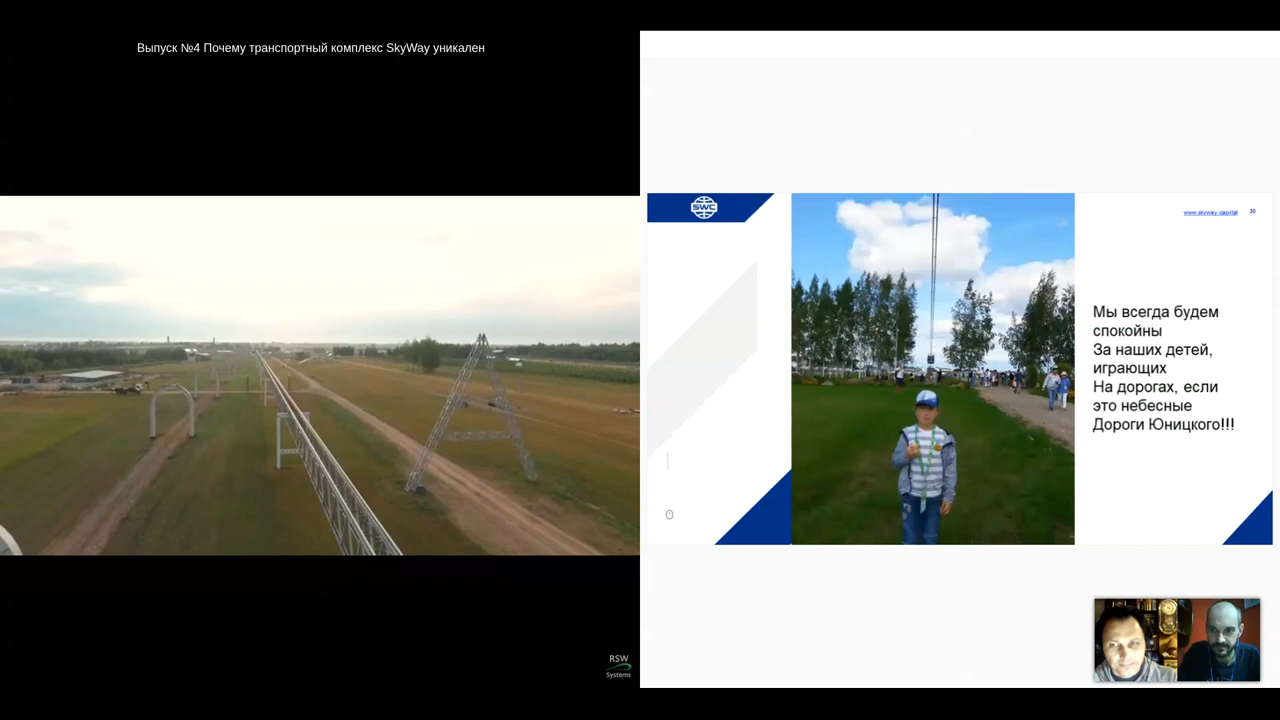 Выпуск №4 Почему транспортный комплекс SkyWay уникален
SWC
www.skyway.capital
30
Мы всегда будем
спокойны
За наших детей,
играющих
На дорогах, если
это небесные
Дороги Юницкого!!!
RSW
Systems